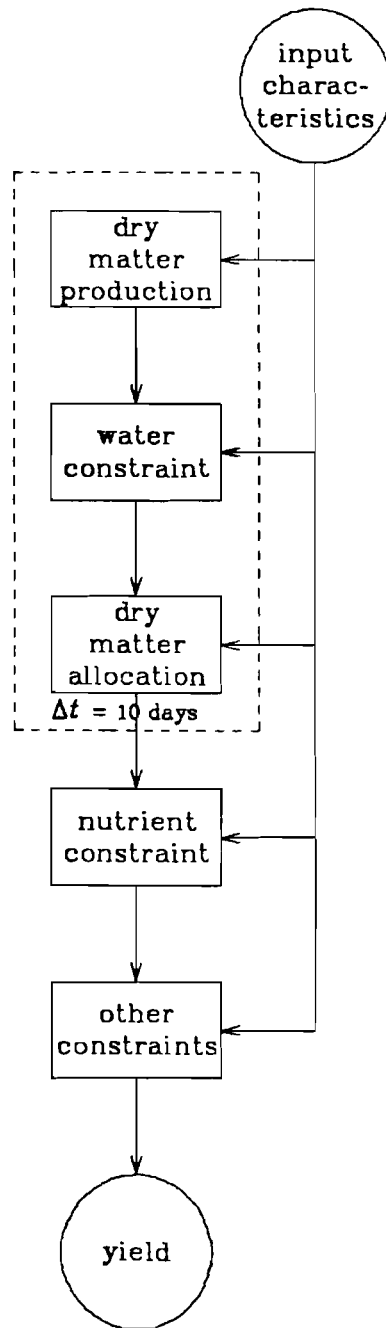 input
charac-
teristics
dry
matter
production
water
constraint
dry
matter
allocation
Δt = 10 days
nutrient
constraint
other
constraints
yield